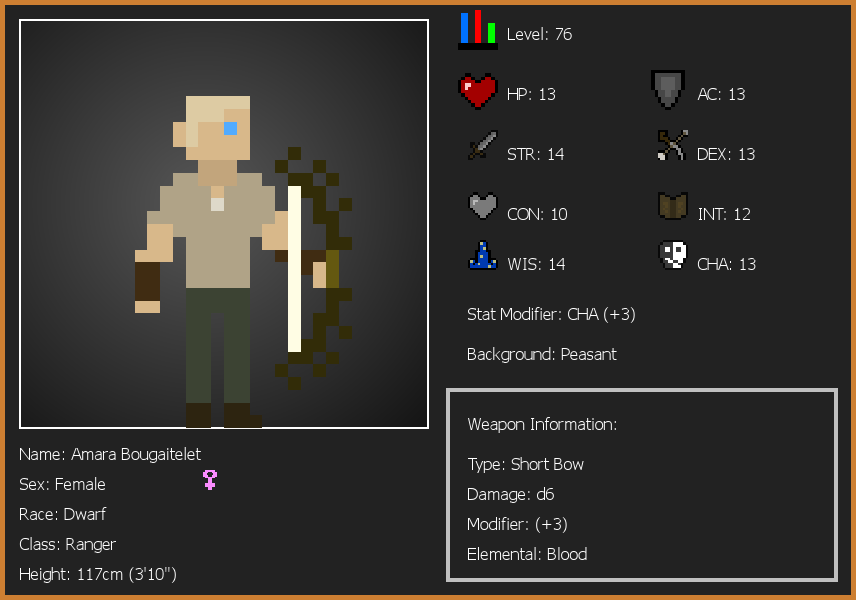 Level: 76
HP: 13
AC: 13
STR: 14
DEX: 13
CON: 10
INT: 12
WIS: 14
CHA: 13
Stat Modifier: CHA (+3)
Background: Peasant
Weapon Information:
Type: Short Bow
Damage: d6
Modifier: (+3)
Elemental: Blood
Name: Amara Bougaitelet
Sex: Female
Race: Dwarf
Class: Ranger
Height: 117cm (3'10")